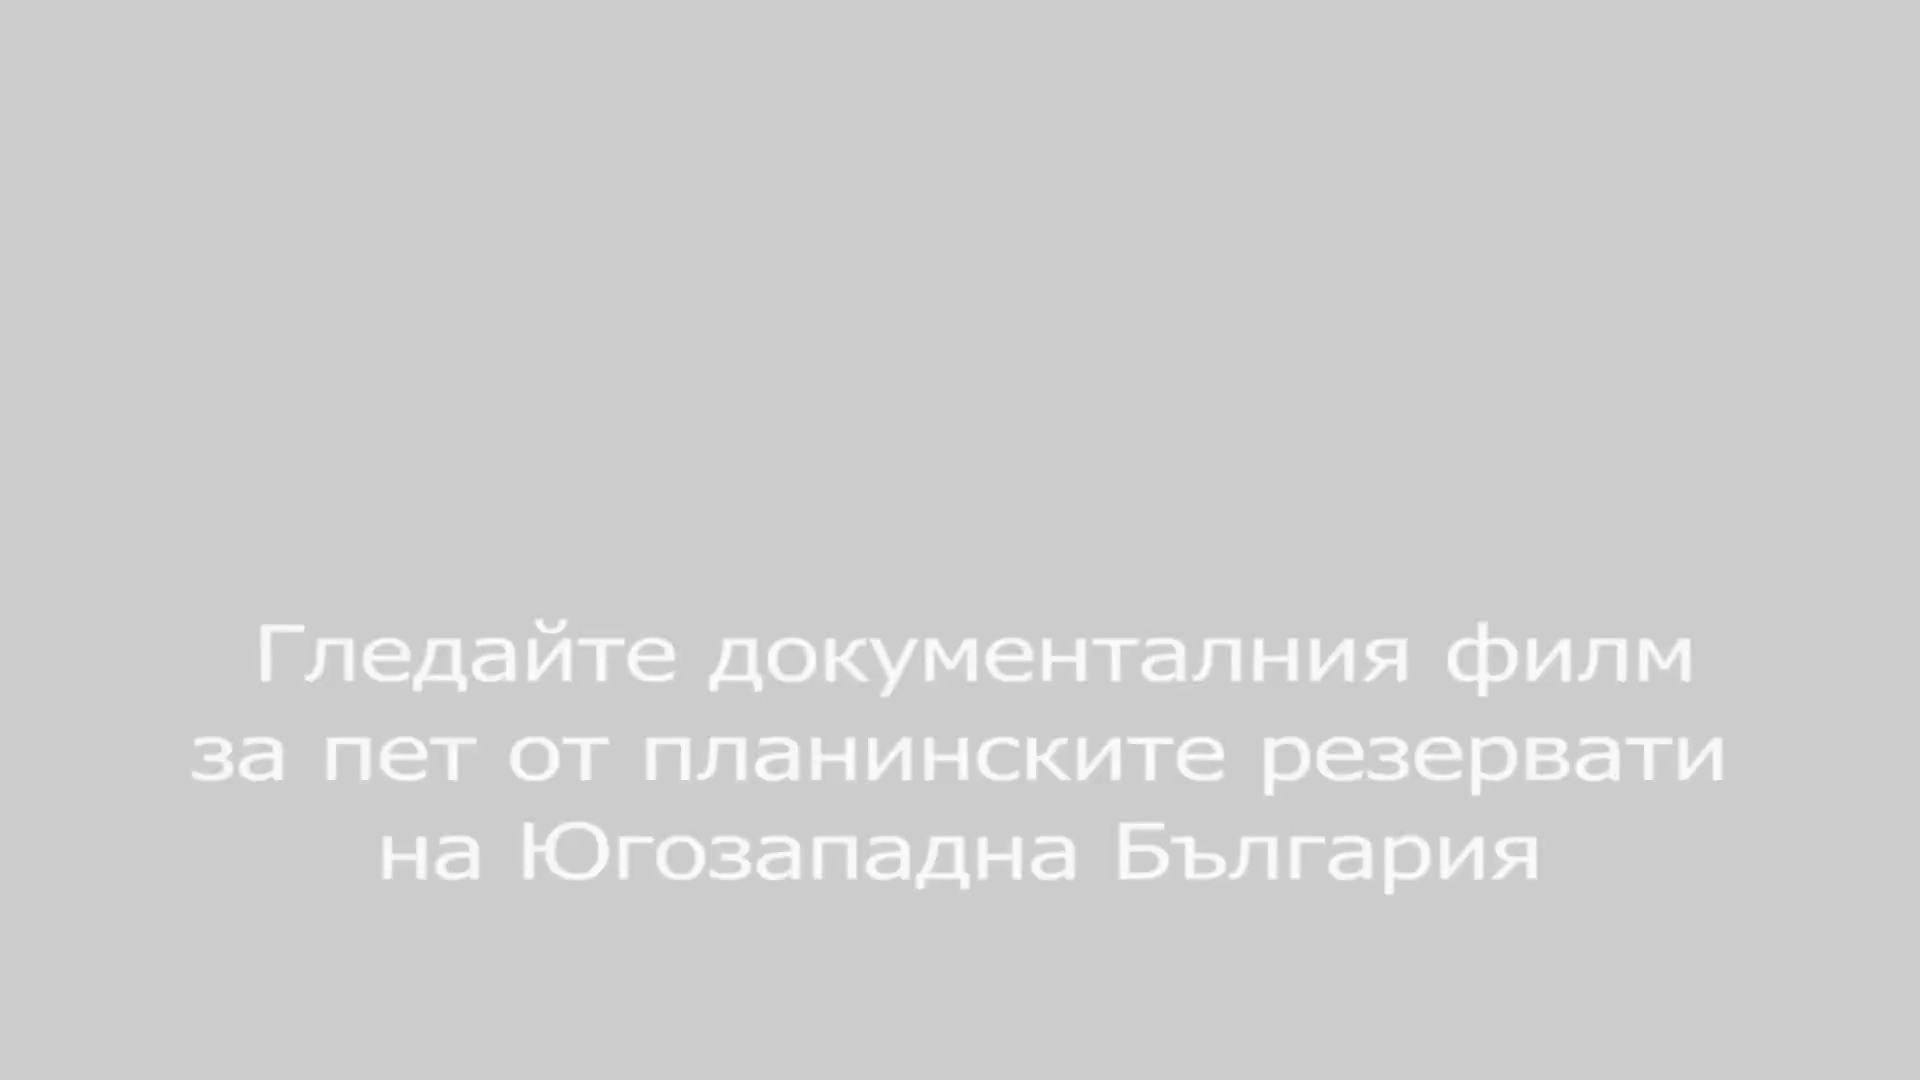 Гледайте документалния филм
за пет от планинските резервати
на Югозападна България